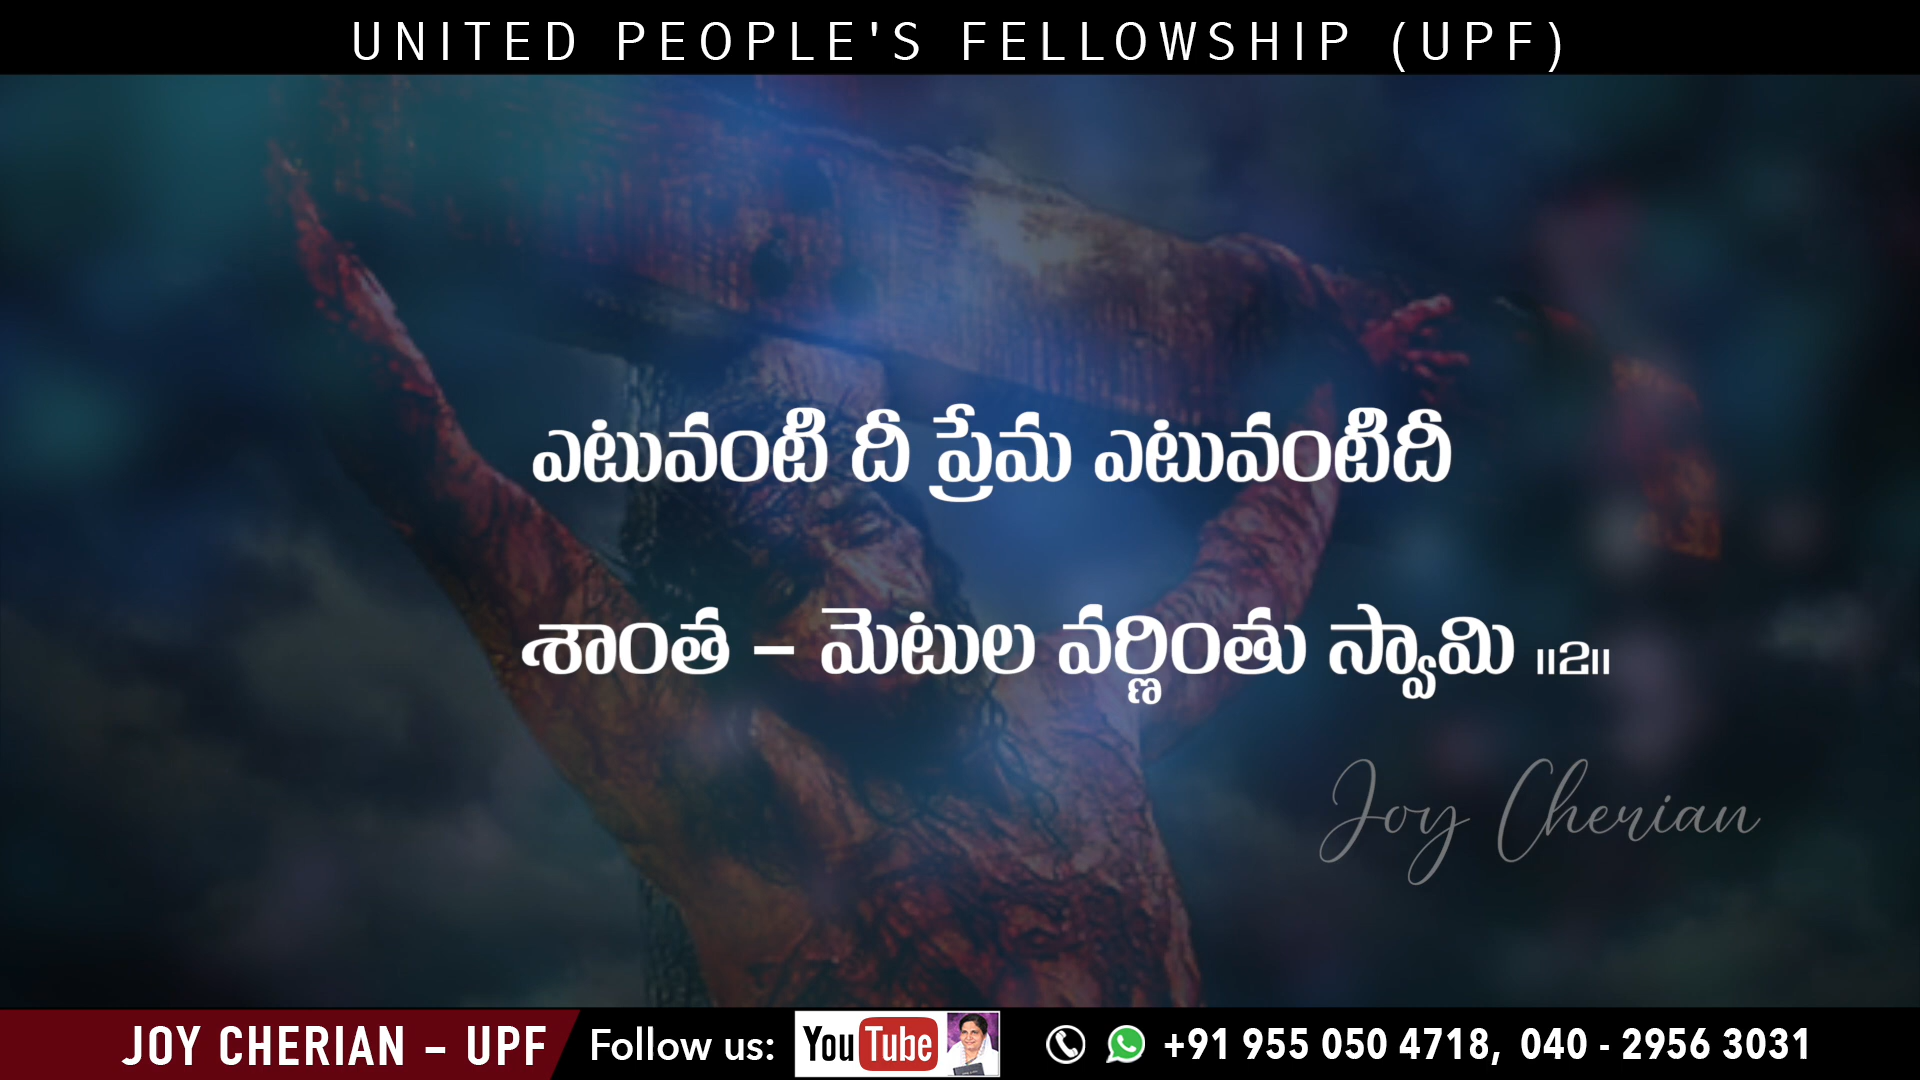 UNITED PEOPLE'S FELLOWSHIP (UPF)
ఎటువంటి దీ ప్రేమ ఎటువంటిదీ
శాంత – మెటుల వర్ణింతు స్వామి ॥2॥
Joy Cherian
JOY CHERIAN – UPF Follow us: YouTube +91 955 050 4718, 040 - 2956 3031